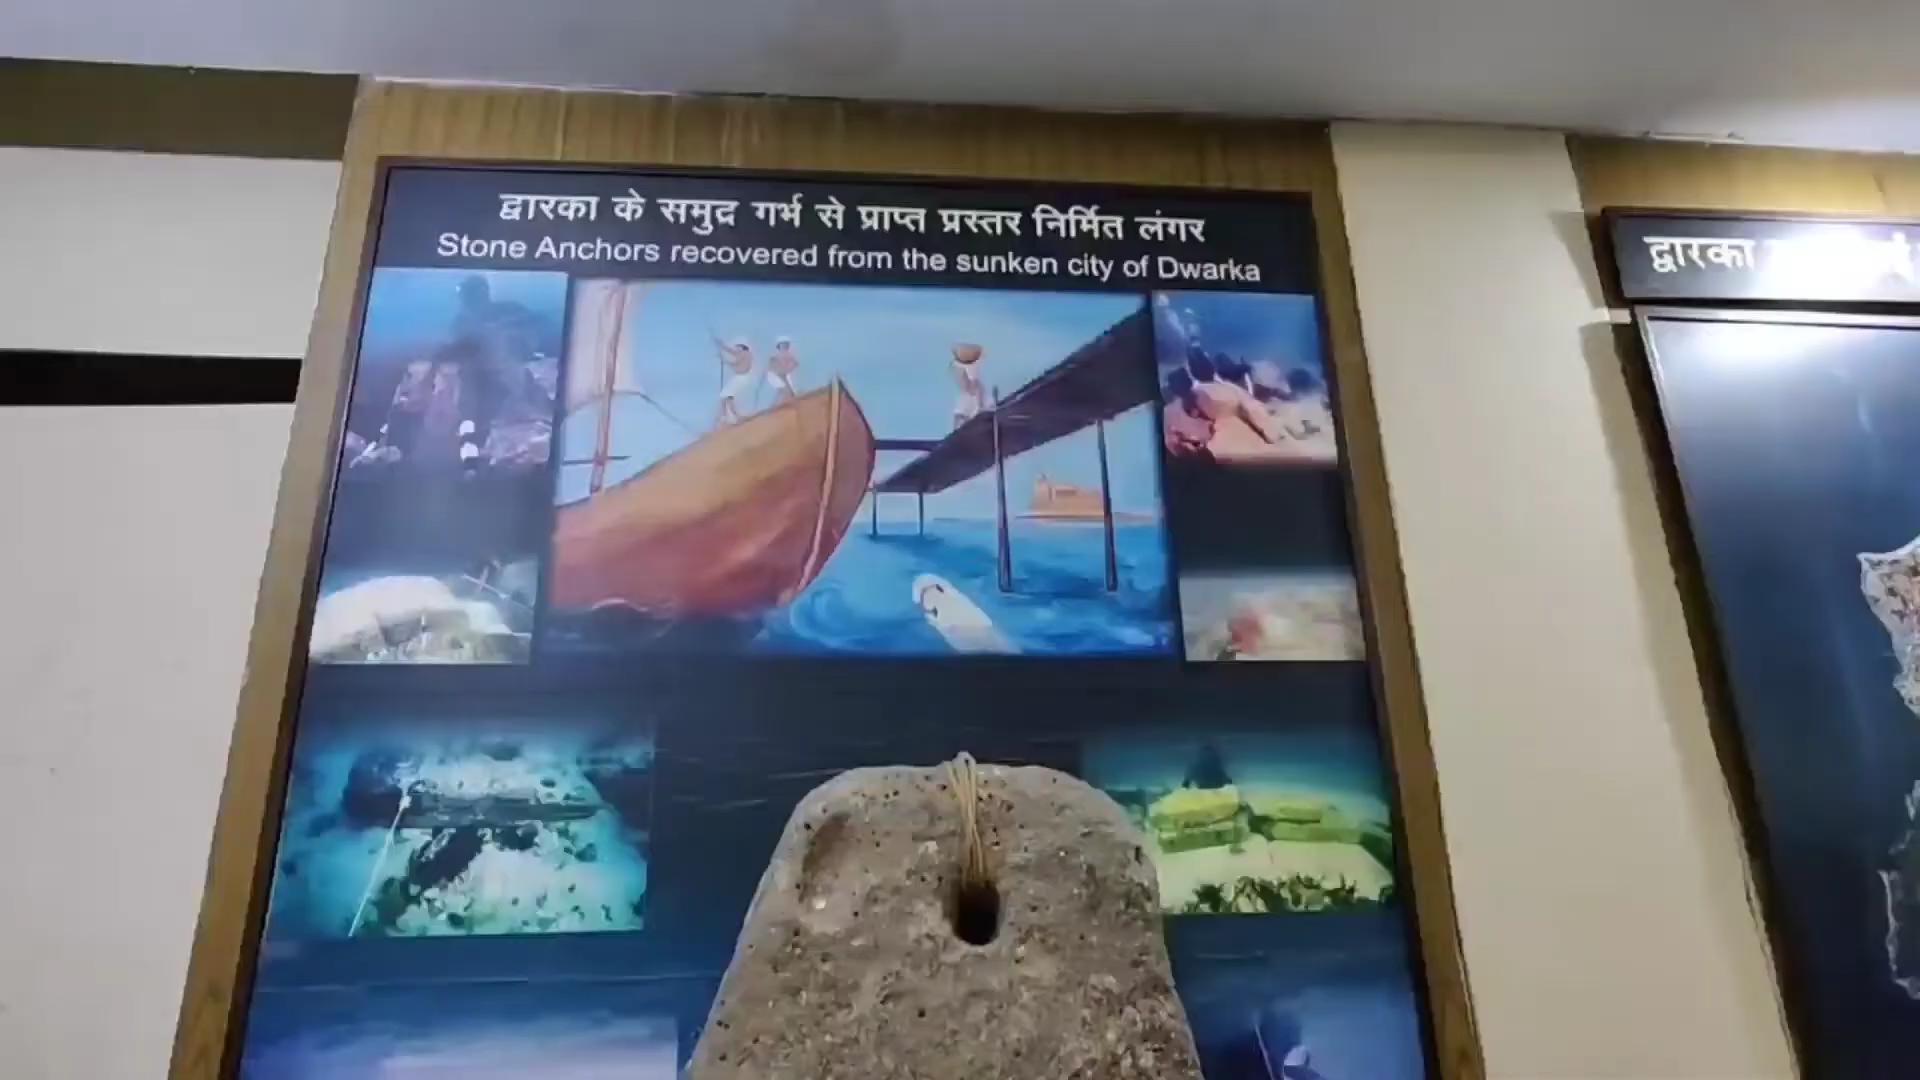 द्वारका के समुद्र गर्भ से प्राप्त प्रस्तर निर्मित लंगर
Stone Anchors recovered from the sunken city of Dwarka
द्वारका